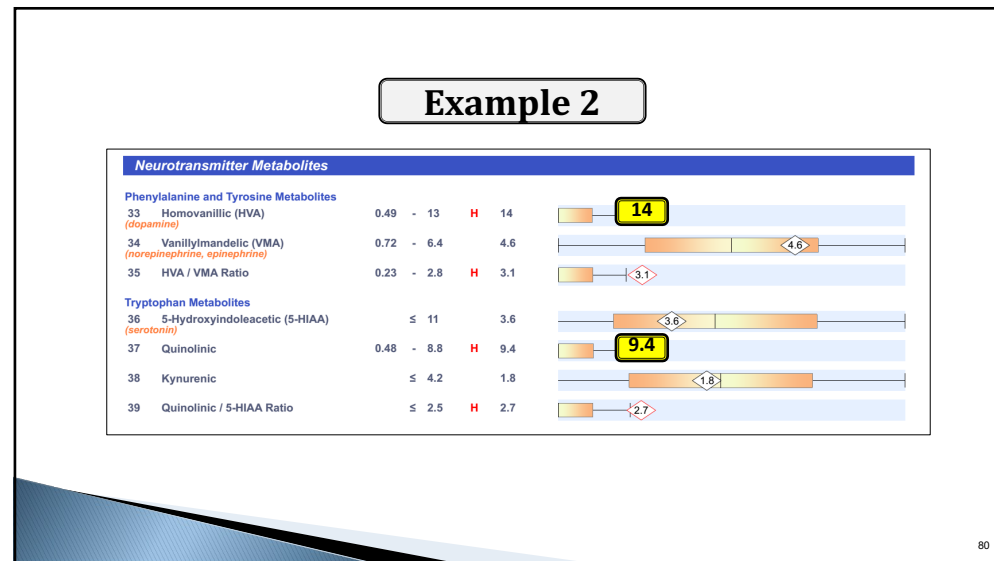 Example 2
Neurotransmitter Metabolites
Phenylalanine and Tyrosine Metabolites
33 Homovanillic (HVA) 0.49 - 13 H 14 14
(dopamine)
34 Vanillylmandelic (VMA) 0.72 - 6.4 4.6 4.6
(norepinephrine, epinephrine)
35 HVA / VMA Ratio 0.23 - 2.8 H 3.1 3.1
Tryptophan Metabolites
36 5-Hydroxyindoleacetic (5-HIAA) ≤ 11 3.6 3.6
(serotonin)
37 Quinolinic 0.48 - 8.8 H 9.4 9.4
38 Kynurenic ≤ 4.2 1.8 1.8
39 Quinolinic / 5-HIAA Ratio ≤ 2.5 H 2.7 2.7
80